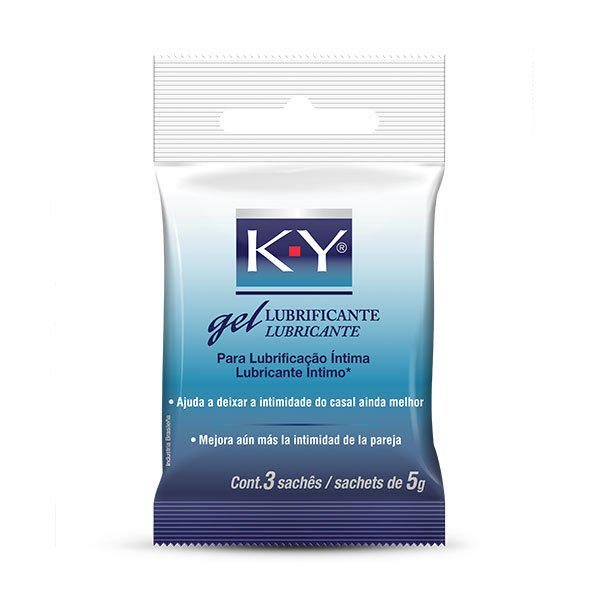 K•Y®
gel LUBRIFICANTE
LUBRICANTE
Para Lubrificação Íntima
Lubricante Íntimo*
• Ajuda a deixar a intimidade do casal ainda melhor
• Mejora aún más la intimidad de la pareja
Cont.3 sachês / sachets de 5g
Indústria Brasileira